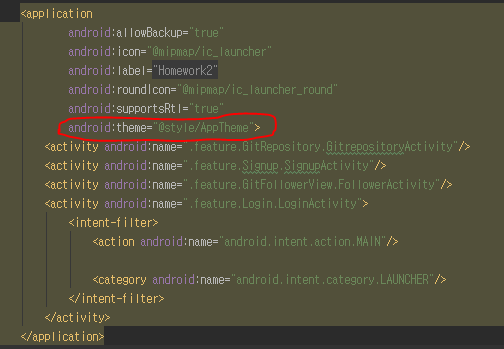 <application
android:allowBackup="true"
android:icon="@mipmap/ic_launcher"
android:label="Homework2"
android:roundIcon="@mipmap/ic_launcher_round"
android:supportsRtl="true"
android:theme="@style/AppTheme">
<activity android:name=".feature.GitRepository.GitrepositoryActivity"/>
<activity android:name=".feature.Signup.SignupActivity"/>
<activity android:name=".feature.GitFollowerView.FollowerActivity"/>
<activity android:name=".feature.Login.LoginActivity">
<intent-filter>
<action android:name="android.intent.action.MAIN"/>
<category android:name="android.intent.category.LAUNCHER"/>
</intent-filter>
</activity>
</application>